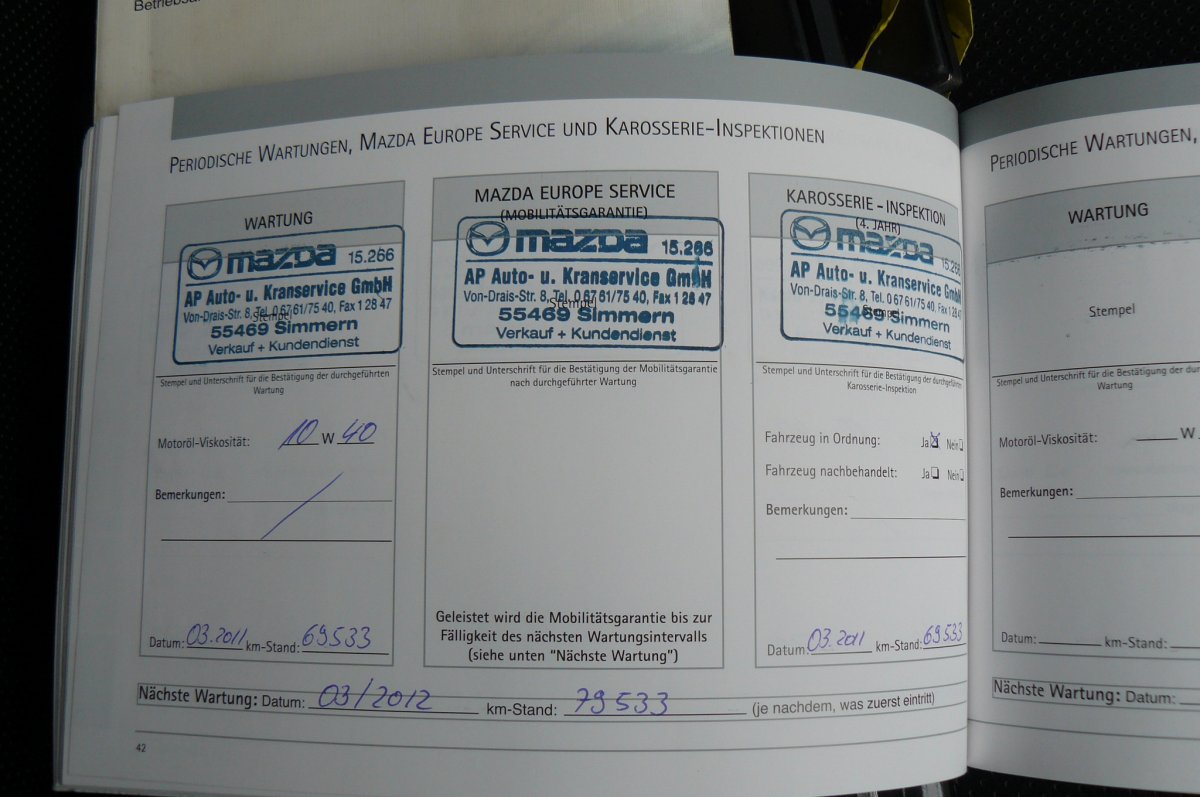 Betriebsan
PERIODISCHE WARTUNGEN, MAZDA EUROPE SERVICE UND KAROSSERIE-INSPEKTIONEN
WARTUNG
mazda 15.266
AP Auto- u. Kranservice GmbH
Von-Drais-Str. 8, Tel. 0 67 61/75 40, Fax 1 28 47
Stempel
55469 Simmern
Verkauf + Kundendienst
Stempel und Unterschrift für die Bestätigung der durchgeführten
Wartung
Motoröl-Viskosität: 10 W 40
Bemerkungen:
Datum: 03.2011 km-Stand: 69533
MAZDA EUROPE SERVICE
(MOBILITÄTSGARANTIE)
mazda 15.266
AP Auto- u. Kranservice GmbH
Von-Drais-Str. 8, Tel. 0 67 61/75 40, Fax 1 28 47
Stempel
55469 Simmern
Verkauf + Kundendienst
Stempel und Unterschrift für die Bestätigung der Mobilitätsgarantie
nach durchgeführter Wartung
Geleistet wird die Mobilitätsgarantie bis zur
Fälligkeit des nächsten Wartungsintervalls
(siehe unten "Nächste Wartung")
KAROSSERIE-INSPEKTION
(4. JAHR)
mazda 15.266
AP Auto- u. Kranservice GmbH
Von-Drais-Str. 8, Tel. 0 67 61/75 40, Fax 1 28 47
Stempel
55469 Simmern
Verkauf + Kundendienst
Stempel und Unterschrift für die Bestätigung der durchgeführten
Karosserie-Inspektion
Fahrzeug in Ordnung: Ja Nein
Fahrzeug nachbehandelt: Ja Nein
Bemerkungen:
Datum: 03.2011 km-Stand: 69533
Nächste Wartung: Datum: 03/2012 km-Stand: 79533 (je nachdem, was zuerst eintritt)
42
PERIODISCHE WARTUNGEN,
WARTUNG
Stempel
Stempel und Unterschrift für die Bestätigung der du
Wartung
Motoröl-Viskosität: W
Bemerkungen:
Datum: km-Stand:
Nächste Wartung: Datum: